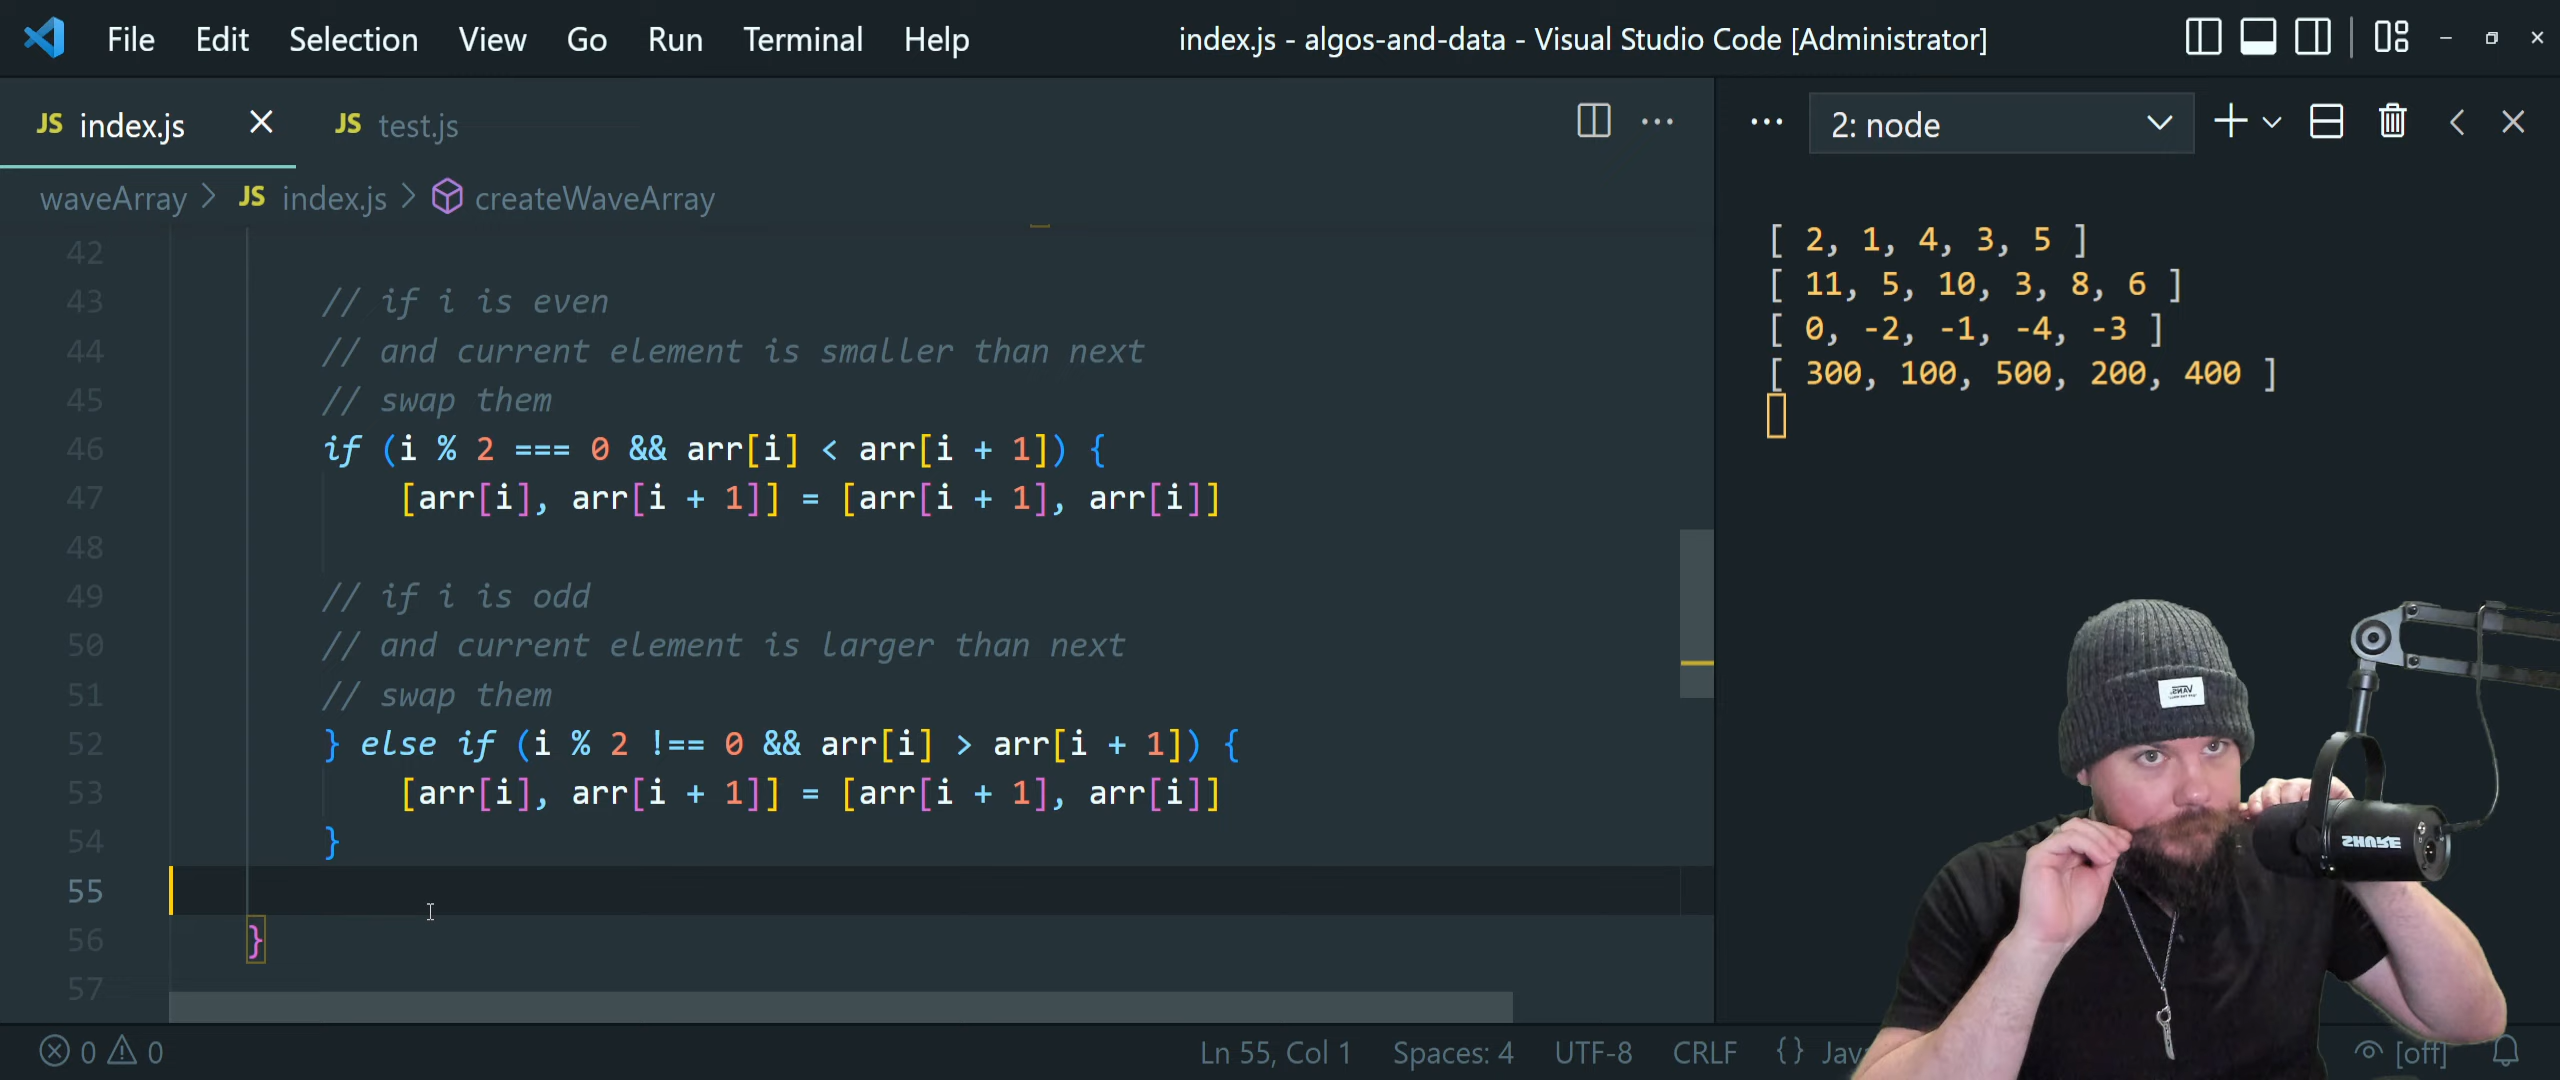 File Edit Selection View Go Run Terminal Help
index.js - algos-and-data - Visual Studio Code [Administrator]
JS index.js
JS test.js
2: node
waveArray > JS index.js > createWaveArray
42
43 // if i is even
44 // and current element is smaller than next
45 // swap them
46 if (i % 2 === 0 && arr[i] < arr[i + 1]) {
47 [arr[i], arr[i + 1]] = [arr[i + 1], arr[i]]
48
49 // if i is odd
50 // and current element is larger than next
51 // swap them
52 } else if (i % 2 !== 0 && arr[i] > arr[i + 1]) {
53 [arr[i], arr[i + 1]] = [arr[i + 1], arr[i]]
54 }
55
56 }
57
[ 2, 1, 4, 3, 5 ]
[ 11, 5, 10, 3, 8, 6 ]
[ 0, -2, -1, -4, -3 ]
[ 300, 100, 500, 200, 400 ]
VANS
SHURE
0 0
Ln 55, Col 1 Spaces: 4 UTF-8 CRLF {} Jav [off]